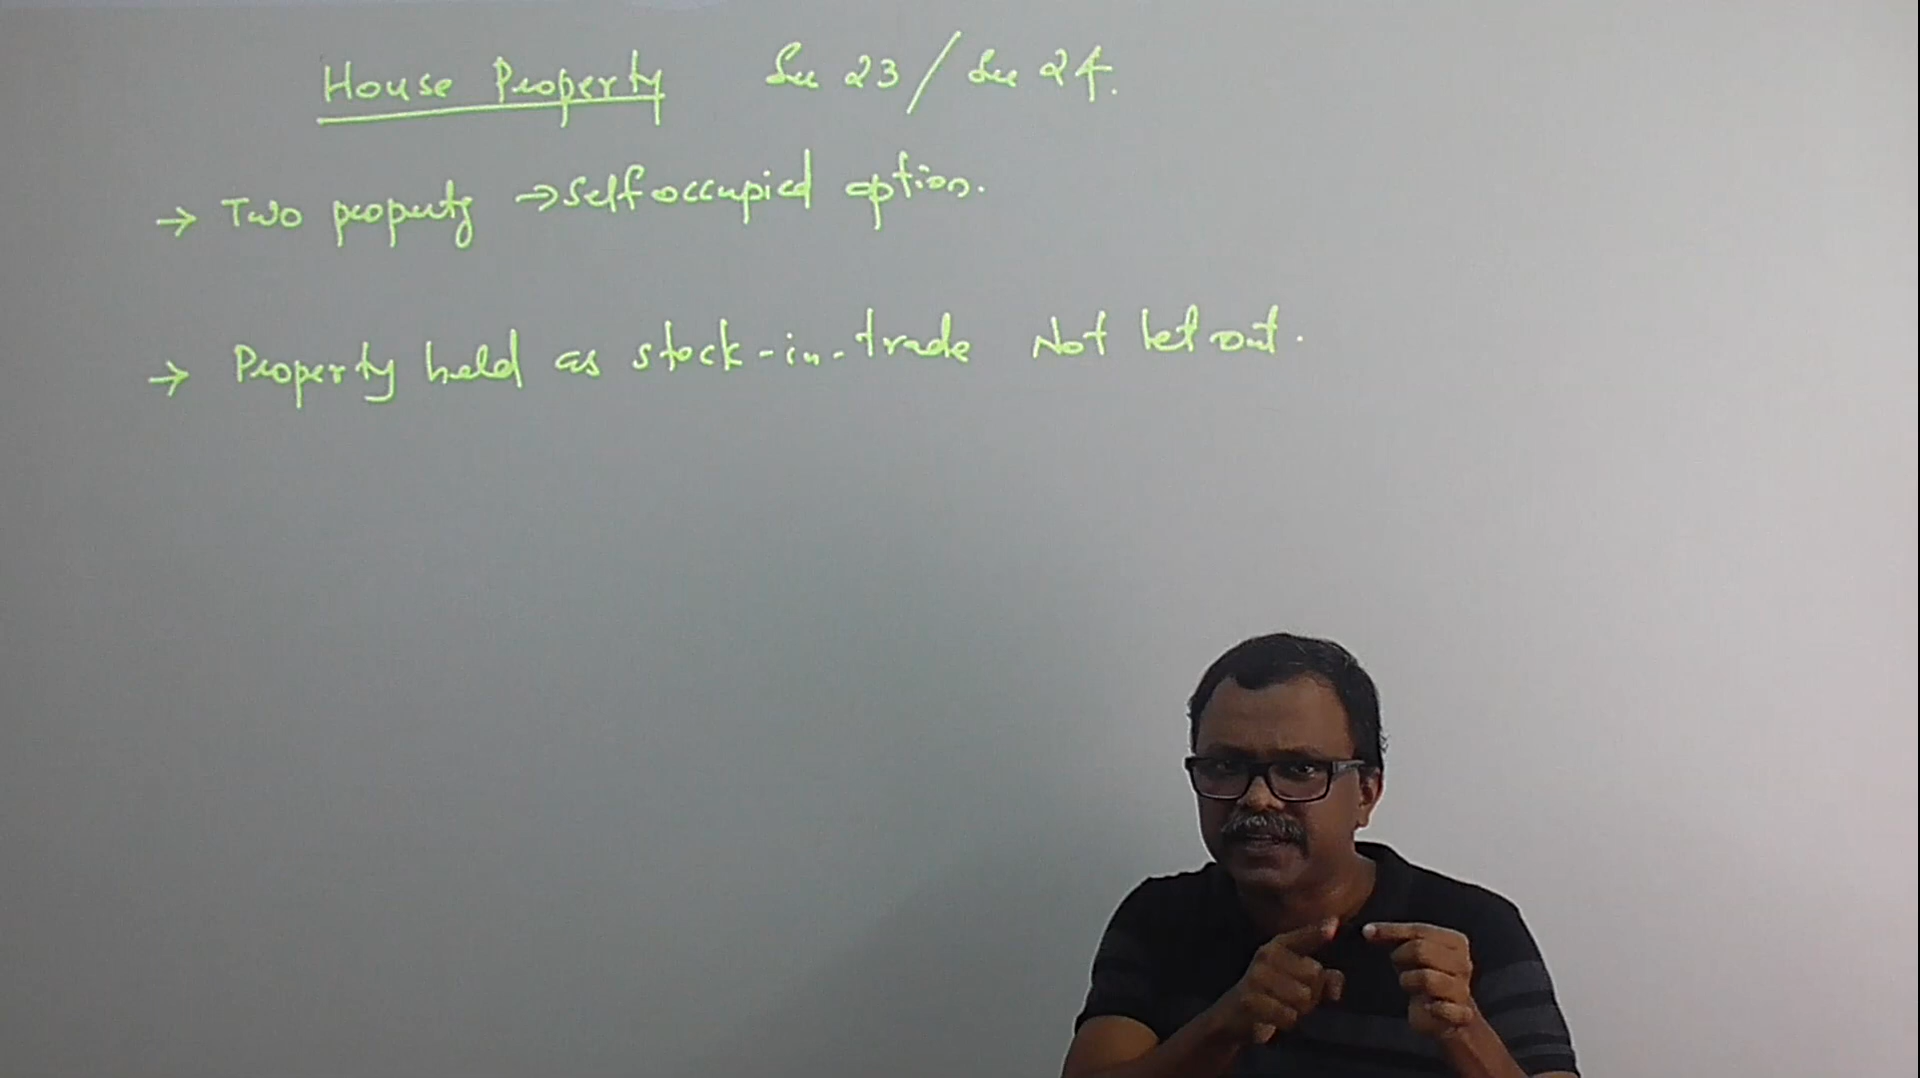 House Property Sec 23 / Sec 24.
→ Two property → Self occupied option.
→ Property held as stock-in-trade Not let out.